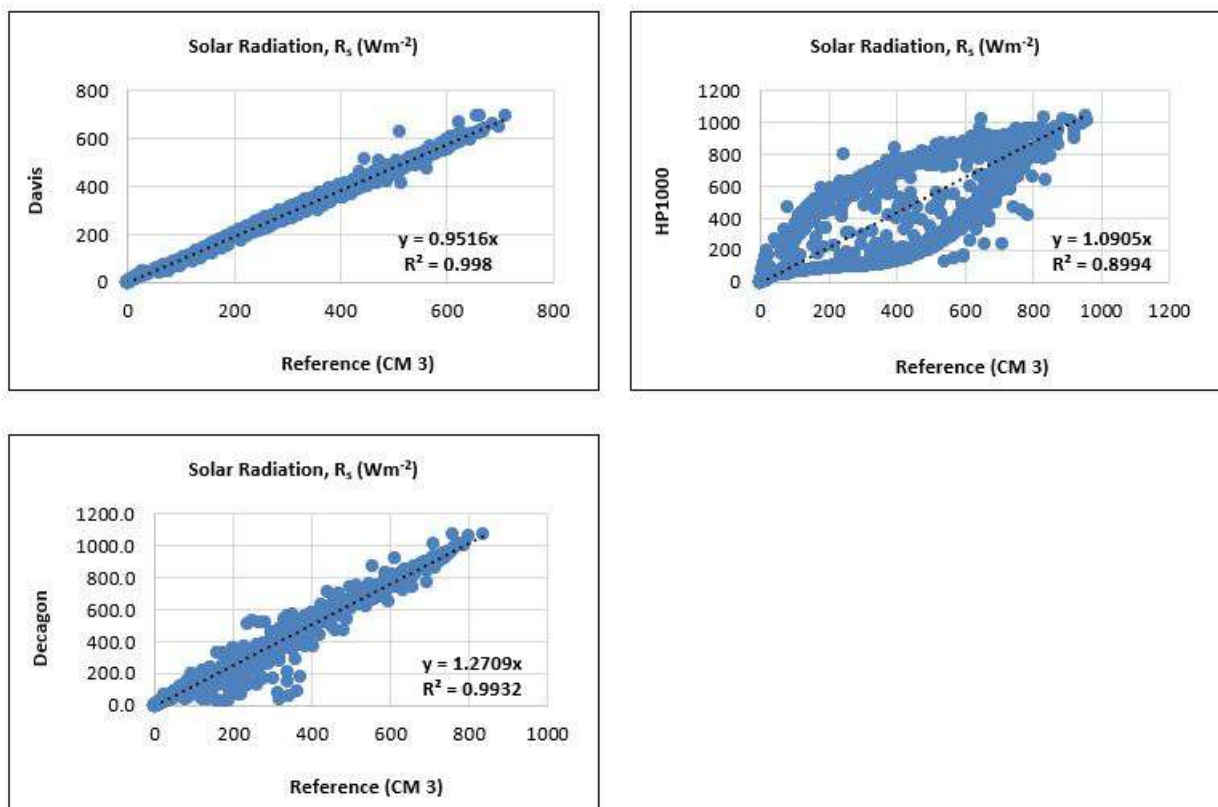 Solar Radiation, Rₛ (Wm⁻²)
800
600
400
200
0
Davis
y = 0.9516x
R² = 0.998
0 200 400 600 800
Reference (CM 3)
Solar Radiation, Rₛ (Wm⁻²)
1200
1000
800
600
400
200
0
HP1000
y = 1.0905x
R² = 0.8994
0 200 400 600 800 1000 1200
Reference (CM 3)
Solar Radiation, Rₛ (Wm⁻²)
1200.0
1000.0
800.0
600.0
400.0
200.0
0.0
Decagon
y = 1.2709x
R² = 0.9932
0 200 400 600 800 1000
Reference (CM 3)